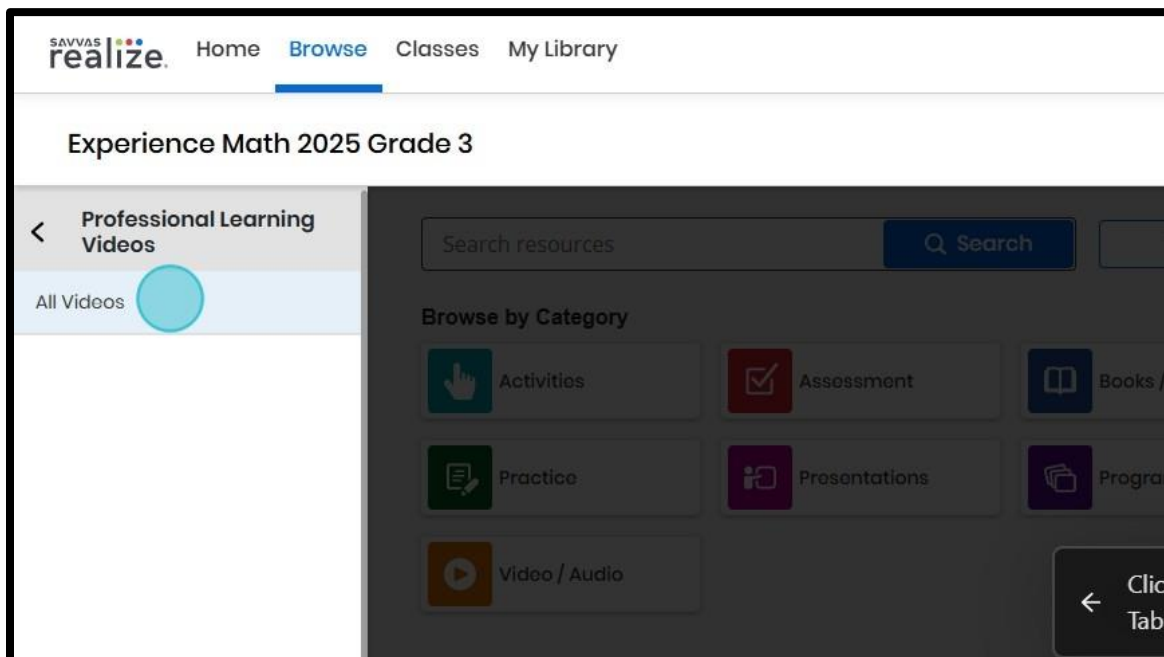 savvas
realize.
Home Browse Classes My Library
Experience Math 2025 Grade 3
Professional Learning
Videos
All Videos
Search resources
Search
Browse by Category
Activities
Assessment
Books /
Practice
Presentations
Video / Audio